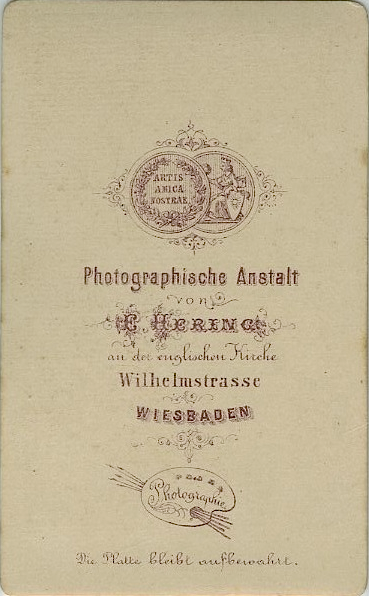 ARTIS
AMICA
NOSTRAE
Photographische Anstalt
von
E. HERING
an der englischen Kirche
Wilhelmstrasse
WIESBADEN
Photographie
Die Platte bleibt aufbewahrt.